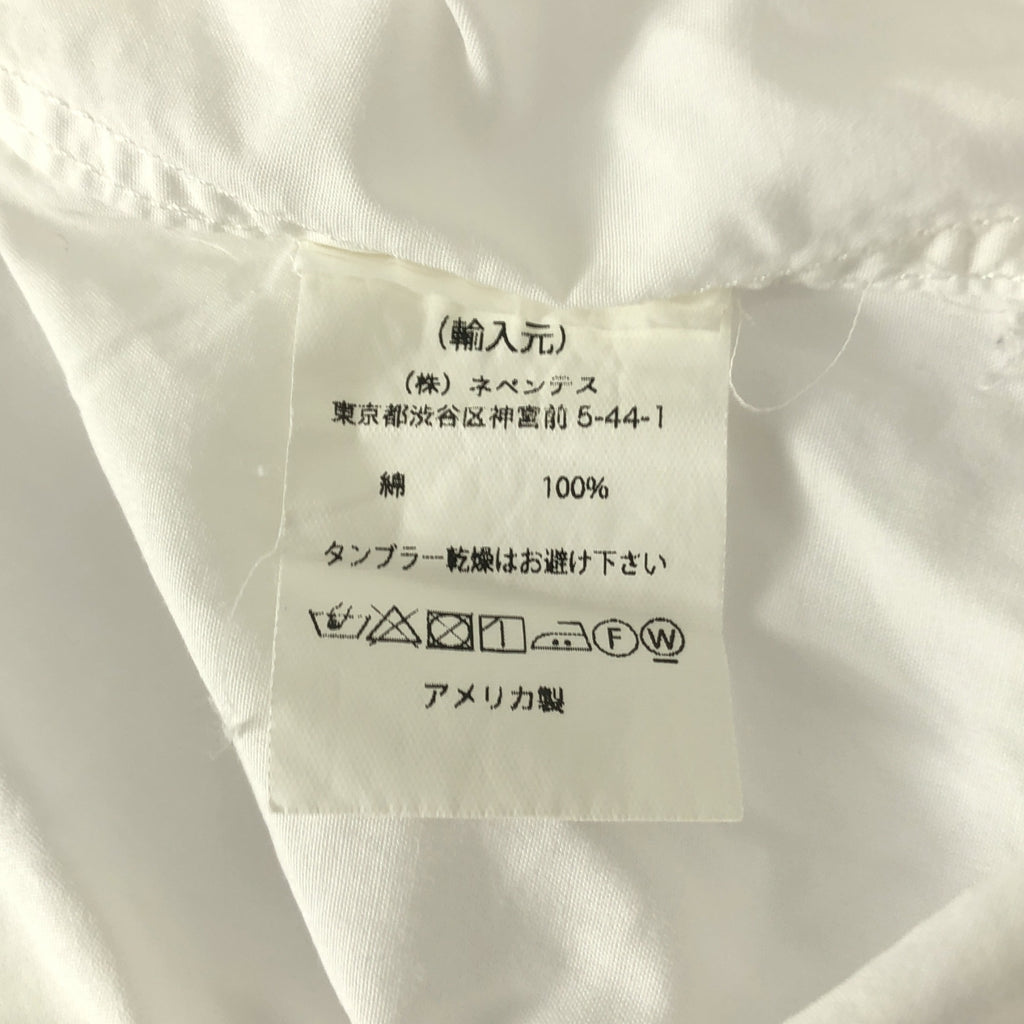 (輸入元)
(株) ネペンテス
東京都渋谷区神宮前 5-44-1
綿 100%
タンブラー乾燥はお避け下さい
F W
アメリカ製